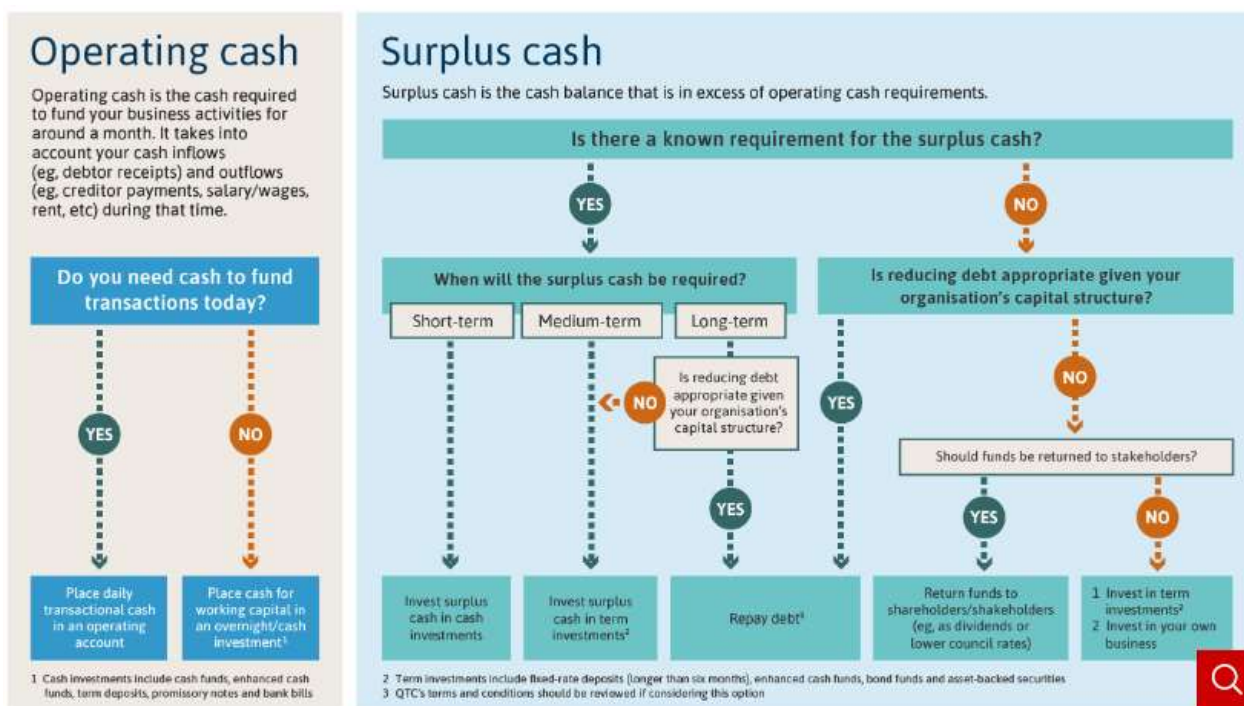 Operating cash
Operating cash is the cash required
to fund your business activities for
around a month. It takes into
account your cash inflows
(eg, debtor receipts) and outflows
(eg, creditor payments, salary/wages,
rent, etc) during that time.
Do you need cash to fund
transactions today?
YES
NO
Place daily
transactional cash
in an operating
account
Place cash for
working capital in
an overnight/cash
investment¹
1 Cash investments include cash funds, enhanced cash
funds, term deposits, promissory notes and bank bills
Surplus cash
Surplus cash is the cash balance that is in excess of operating cash requirements.
Is there a known requirement for the surplus cash?
YES
NO
When will the surplus cash be required?
Short-term
Medium-term
Long-term
Is reducing debt
appropriate given
your organisation's
capital structure?
NO
YES
Is reducing debt appropriate given your
organisation's capital structure?
YES
NO
Should funds be returned to stakeholders?
YES
NO
Invest surplus
cash in cash
investments
Invest surplus
cash in term
investments²
Repay debt³
Return funds to
shareholders/shakeholders
(eg, as dividends or
lower council rates)
1 Invest in term
investments²
2 Invest in your own
business
2 Term investments include fixed-rate deposits (longer than six months), enhanced cash funds, bond funds and asset-backed securities
3 QTC's terms and conditions should be reviewed if considering this option